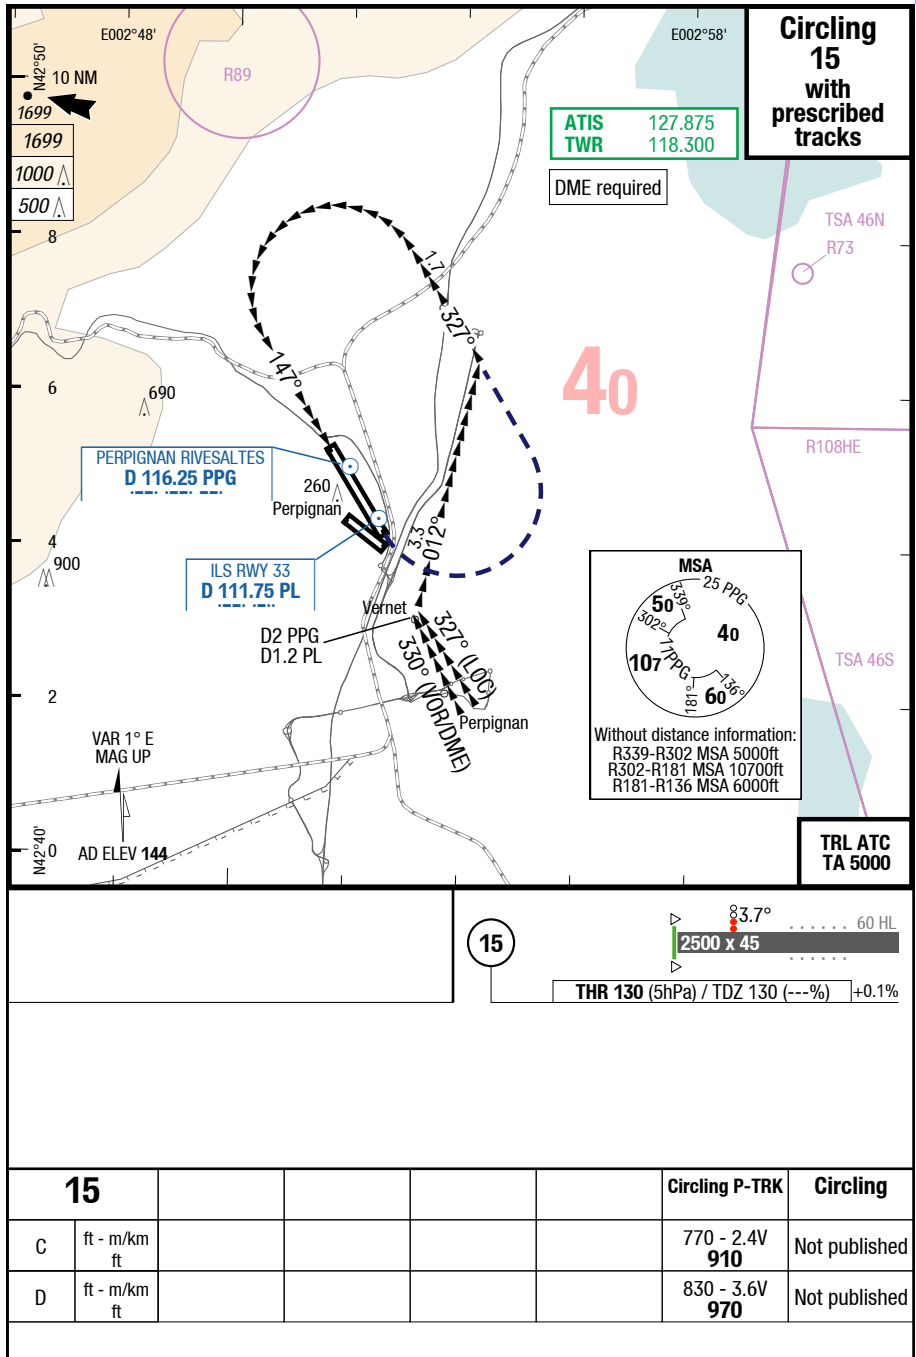 E002°48'
E002°58'
Circling
15
with
prescribed
tracks
N42°50'
10 NM
R89
1699
1699
1000
500
ATIS 127.875
TWR 118.300
DME required
TSA 46N
R73
8
1.7
327°
147°
40
6
690
R108HE
PERPIGNAN RIVESALTES
D 116.25 PPG
260
Perpignan
4
3.3
012°
900
ILS RWY 33
D 111.75 PL
Vernet
D2 PPG
D1.2 PL
327° (LOC)
330° (VOR/DME)
Perpignan
MSA
25 PPG
339°
50
302°
40
11PPG
107
136°
181°
60
Without distance information:
R339-R302 MSA 5000ft
R302-R181 MSA 10700ft
R181-R136 MSA 6000ft
TSA 46S
2
VAR 1° E
MAG UP
N42°40'
0
AD ELEV 144
TRL ATC
TA 5000
15
3.7°
60 HL
2500 x 45
THR 130 (5hPa) / TDZ 130 (---%)
+0.1%
15 Circling P-TRK Circling
C ft - m/km 770 - 2.4V Not published
ft 910
D ft - m/km 830 - 3.6V Not published
ft 970